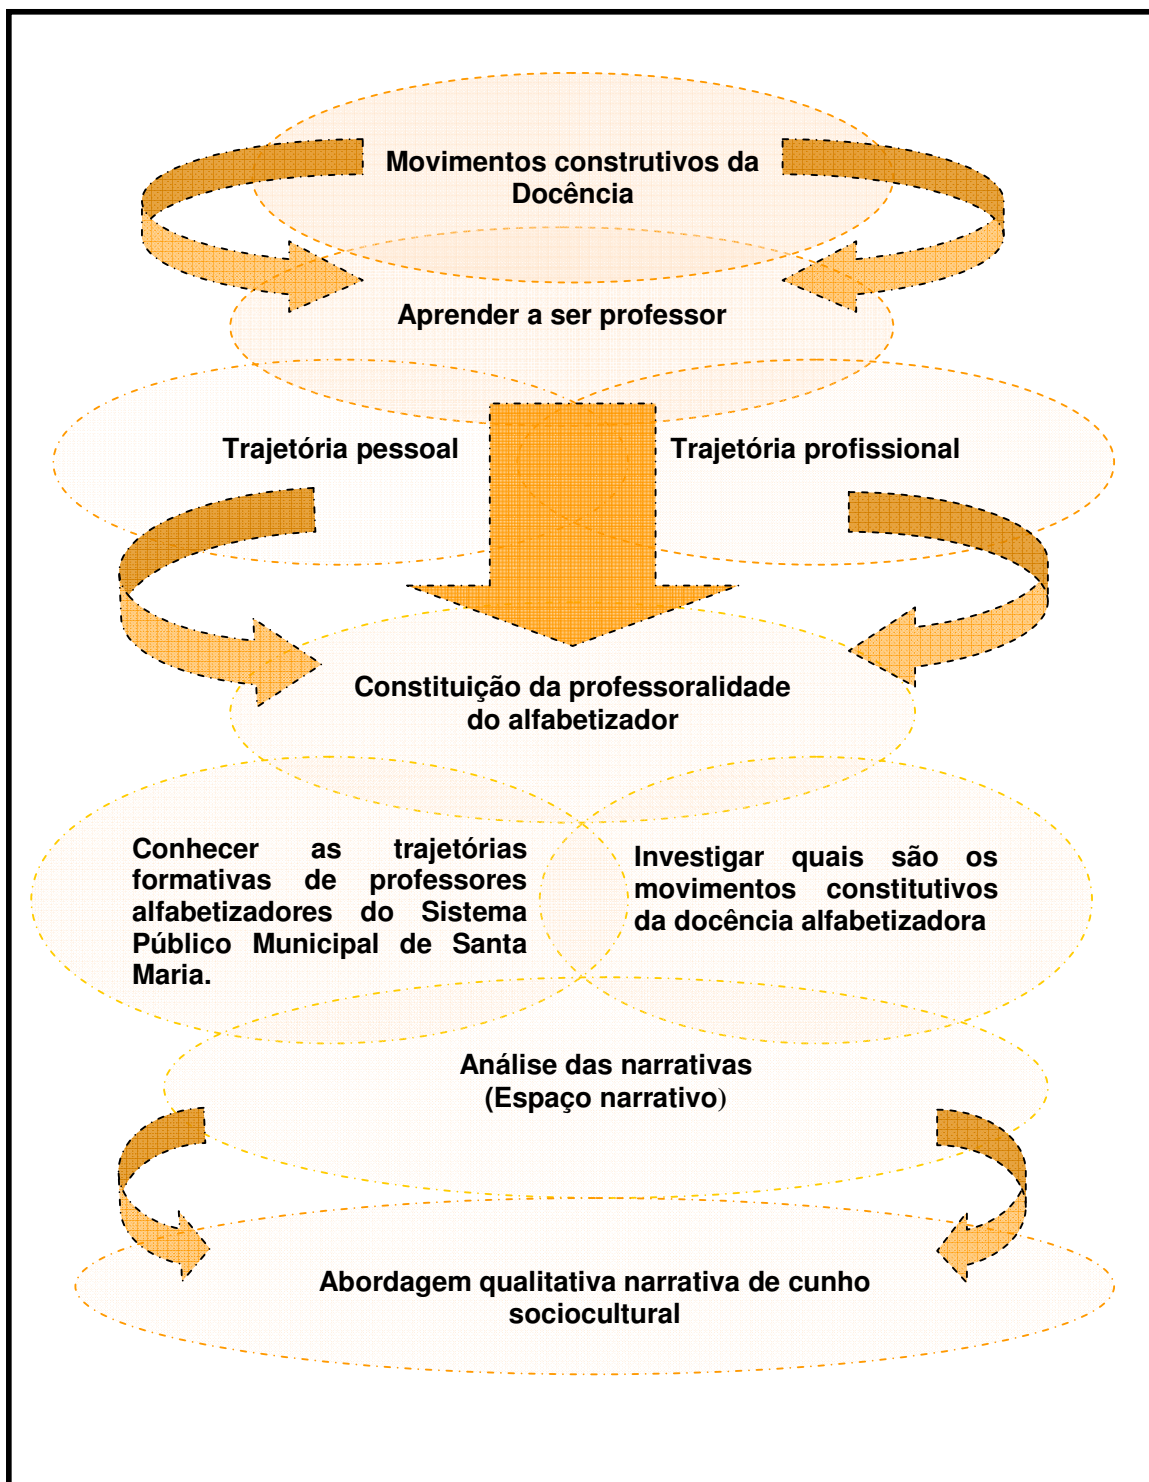 Movimentos construtivos da
Docência
Aprender a ser professor
Trajetória pessoal
Trajetória profissional
Constituição da professoralidade
do alfabetizador
Conhecer as trajetórias
formativas de professores
alfabetizadores do Sistema
Público Municipal de Santa
Maria.
Investigar quais são os
movimentos constitutivos
da docência alfabetizadora
Análise das narrativas
(Espaço narrativo)
Abordagem qualitativa narrativa de cunho
sociocultural